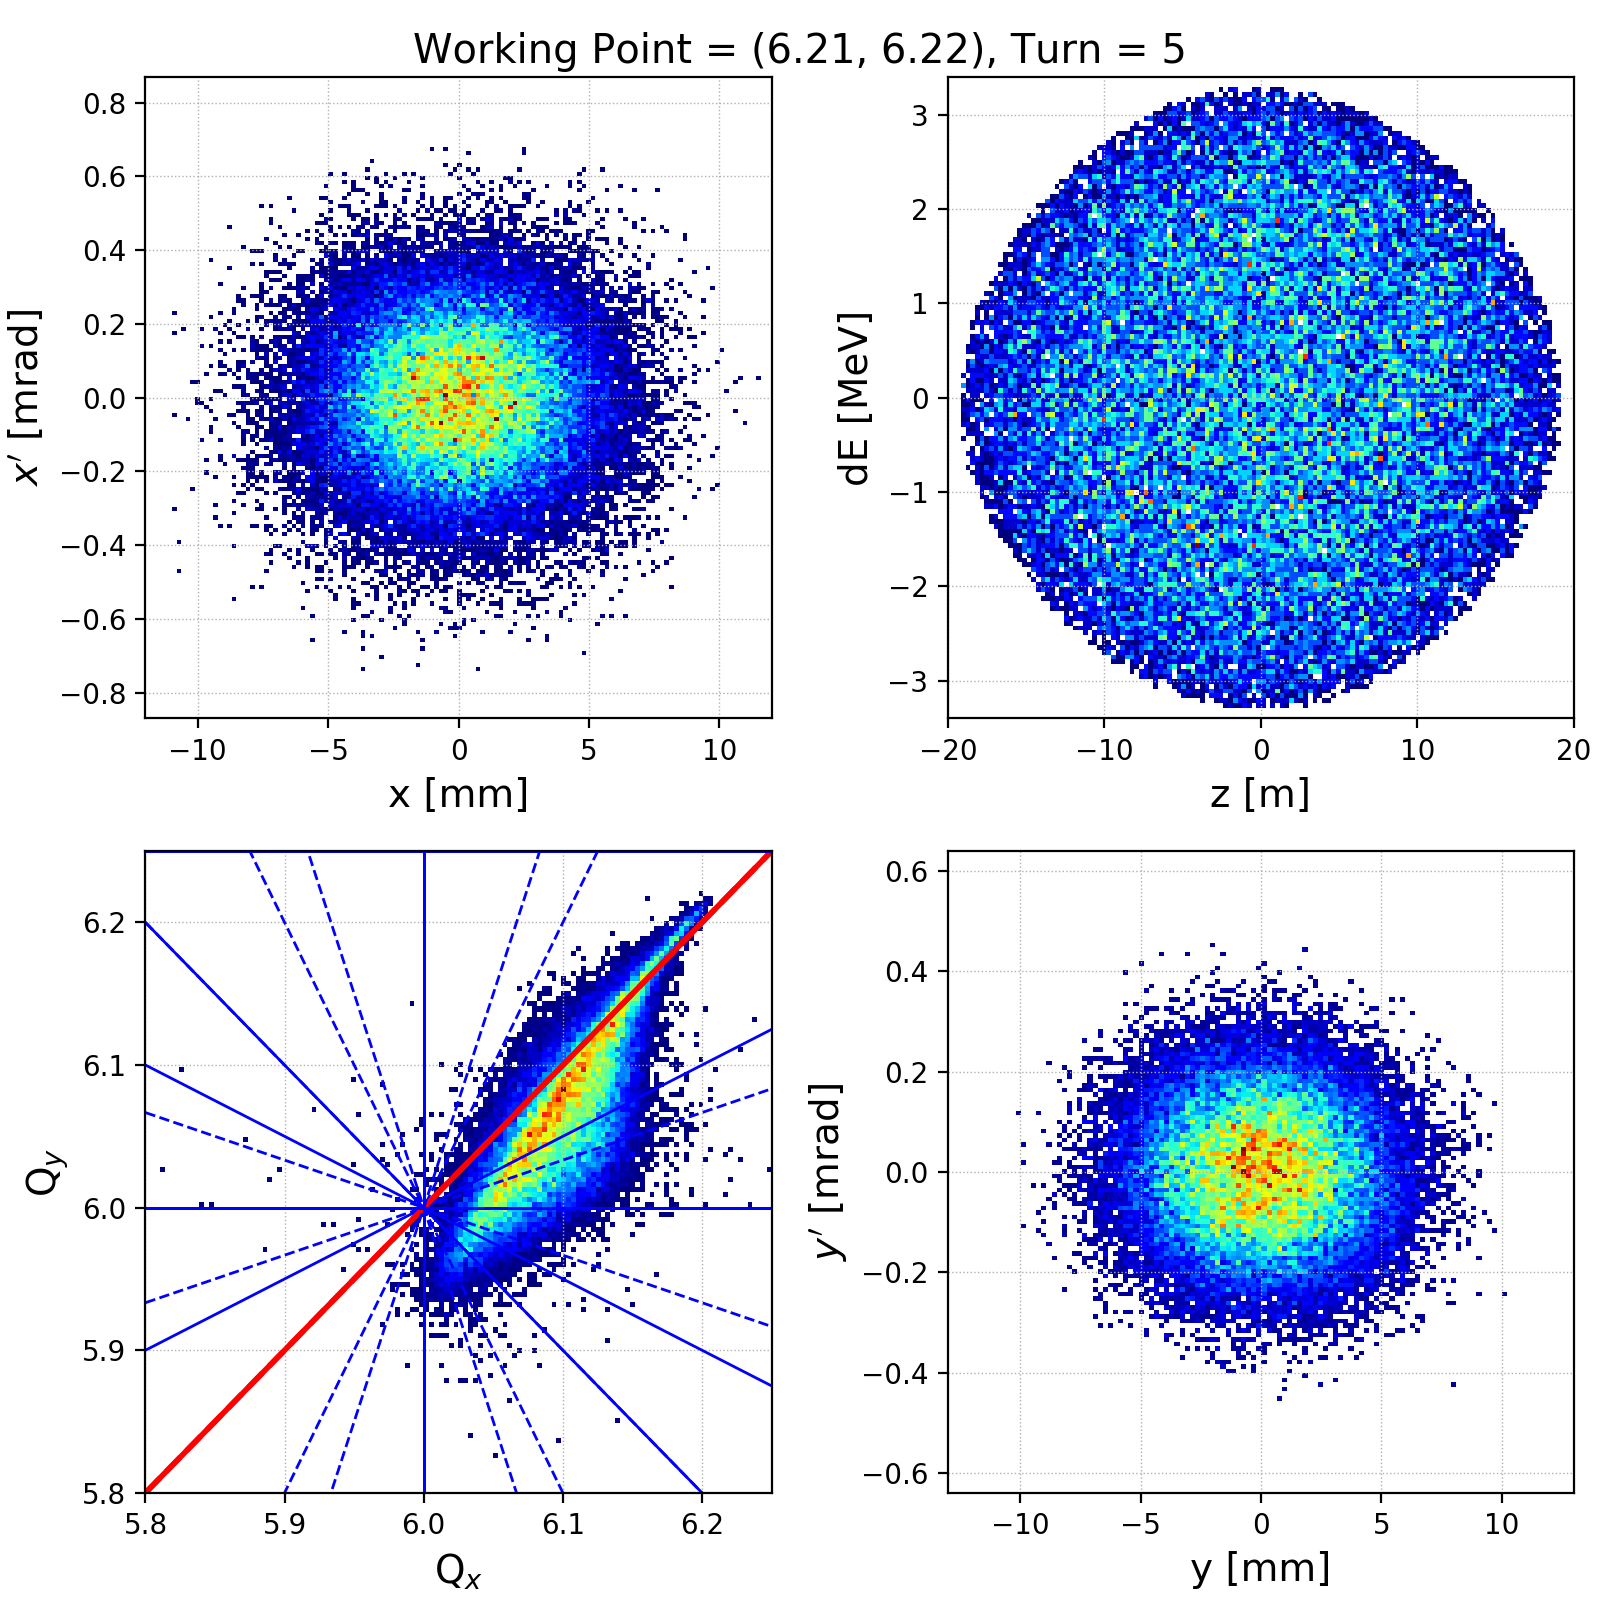 Working Point = (6.21, 6.22), Turn = 5
0.8
0.6
0.4
0.2
0.0
−0.2
−0.4
−0.6
−0.8
x′ [mrad]
−10 −5 0 5 10
x [mm]
3
2
1
0
−1
−2
−3
dE [MeV]
−20 −10 0 10 20
z [m]
6.2
6.1
6.0
5.9
5.8
Qy
5.8 5.9 6.0 6.1 6.2
Qx
0.6
0.4
0.2
0.0
−0.2
−0.4
−0.6
y′ [mrad]
−10 −5 0 5 10
y [mm]